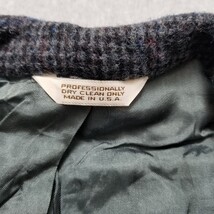 PROFESSIONALLY
DRY CLEAN ONLY
MADE IN U.S.A